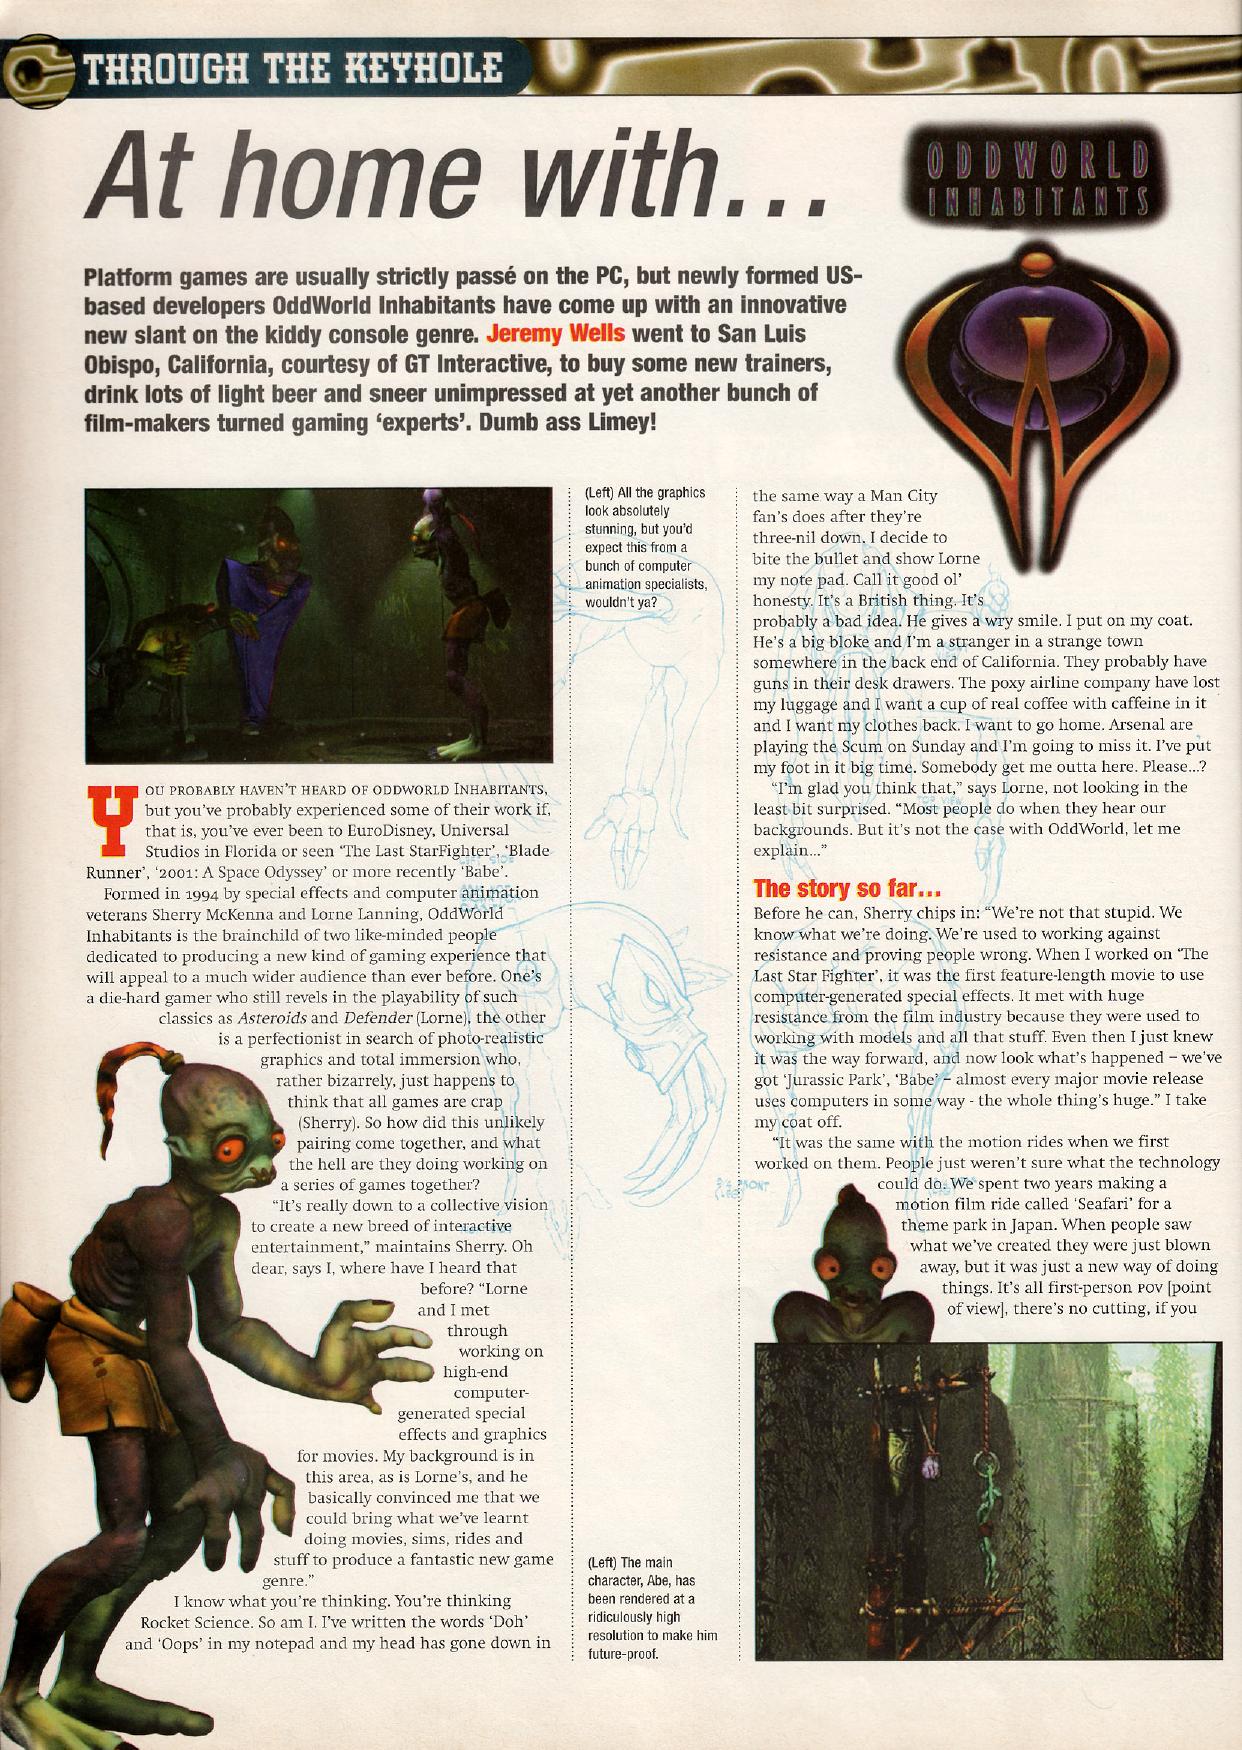 THROUGH THE KEYHOLE
At home with...
ODDWORLD
INHABITANTS
Platform games are usually strictly passé on the PC, but newly formed US-
based developers OddWorld Inhabitants have come up with an innovative
new slant on the kiddy console genre. Jeremy Wells went to San Luis
Obispo, California, courtesy of GT Interactive, to buy some new trainers,
drink lots of light beer and sneer unimpressed at yet another bunch of
film-makers turned gaming ‘experts’. Dumb ass Limey!
(Left) All the graphics
look absolutely
stunning, but you'd
expect this from a
bunch of computer
animation specialists,
wouldn't ya?
YOU PROBABLY HAVEN'T HEARD OF ODDWORLD INHABITANTS,
but you've probably experienced some of their work if,
that is, you've ever been to EuroDisney, Universal
Studios in Florida or seen ‘The Last StarFighter’, ‘Blade
Runner’, ‘2001: A Space Odyssey’ or more recently ‘Babe’.
Formed in 1994 by special effects and computer animation
veterans Sherry McKenna and Lorne Lanning, OddWorld
Inhabitants is the brainchild of two like-minded people
dedicated to producing a new kind of gaming experience that
will appeal to a much wider audience than ever before. One's
a die-hard gamer who still revels in the playability of such
classics as Asteroids and Defender (Lorne), the other
is a perfectionist in search of photo-realistic
graphics and total immersion who,
rather bizarrely, just happens to
think that all games are crap
(Sherry). So how did this unlikely
pairing come together, and what
the hell are they doing working on
a series of games together?
“It's really down to a collective vision
to create a new breed of interactive
entertainment,” maintains Sherry. Oh
dear, says I, where have I heard that
before? “Lorne
and I met
through
working on
high-end
computer-
generated special
effects and graphics
for movies. My background is in
this area, as is Lorne's, and he
basically convinced me that we
could bring what we've learnt
doing movies, sims, rides and
stuff to produce a fantastic new game
genre.”
I know what you're thinking. You're thinking
Rocket Science. So am I. I've written the words ‘Doh’
and ‘Oops’ in my notepad and my head has gone down in
(Left) The main
character, Abe, has
been rendered at a
ridiculously high
resolution to make him
future-proof.
the same way a Man City
fan's does after they're
three-nil down. I decide to
bite the bullet and show Lorne
my note pad. Call it good ol'
honesty. It's a British thing. It's
probably a bad idea. He gives a wry smile. I put on my coat.
He's a big bloke and I'm a stranger in a strange town
somewhere in the back end of California. They probably have
guns in their desk drawers. The poxy airline company have lost
my luggage and I want a cup of real coffee with caffeine in it
and I want my clothes back. I want to go home. Arsenal are
playing the Scum on Sunday and I'm going to miss it. I've put
my foot in it big time. Somebody get me outta here. Please...?
“I'm glad you think that,” says Lorne, not looking in the
least bit surprised. “Most people do when they hear our
backgrounds. But it's not the case with OddWorld, let me
explain...”
The story so far...
Before he can, Sherry chips in: “We're not that stupid. We
know what we're doing. We're used to working against
resistance and proving people wrong. When I worked on ‘The
Last Star Fighter’, it was the first feature-length movie to use
computer-generated special effects. It met with huge
resistance from the film industry because they were used to
working with models and all that stuff. Even then I just knew
it was the way forward, and now look what's happened – we've
got ‘Jurassic Park’, ‘Babe’ – almost every major movie release
uses computers in some way - the whole thing's huge.” I take
my coat off.
“It was the same with the motion rides when we first
worked on them. People just weren't sure what the technology
could do. We spent two years making a
motion film ride called ‘Seafari’ for a
theme park in Japan. When people saw
what we've created they were just blown
away, but it was just a new way of doing
things. It's all first-person POV [point
of view], there's no cutting, if you